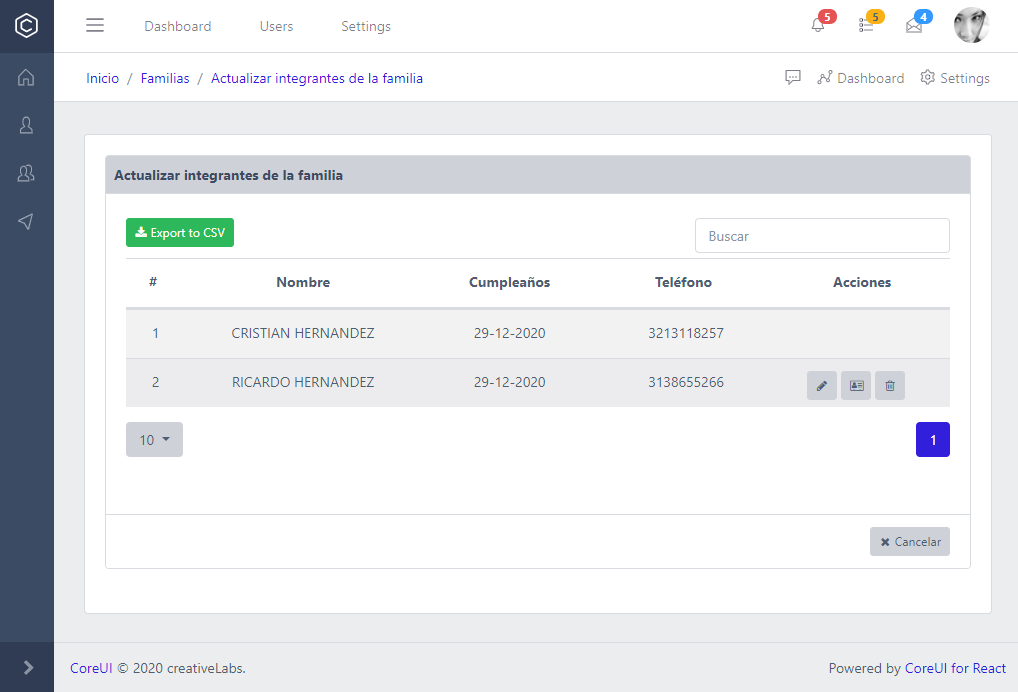 Dashboard Users Settings 5 5 4
Inicio / Familias / Actualizar integrantes de la familia Dashboard Settings
Actualizar integrantes de la familia
Export to CSV Buscar
# Nombre Cumpleaños Teléfono Acciones
1 CRISTIAN HERNANDEZ 29-12-2020 3213118257
2 RICARDO HERNANDEZ 29-12-2020 3138655266
10 1
Cancelar
CoreUI © 2020 creativeLabs. Powered by CoreUI for React